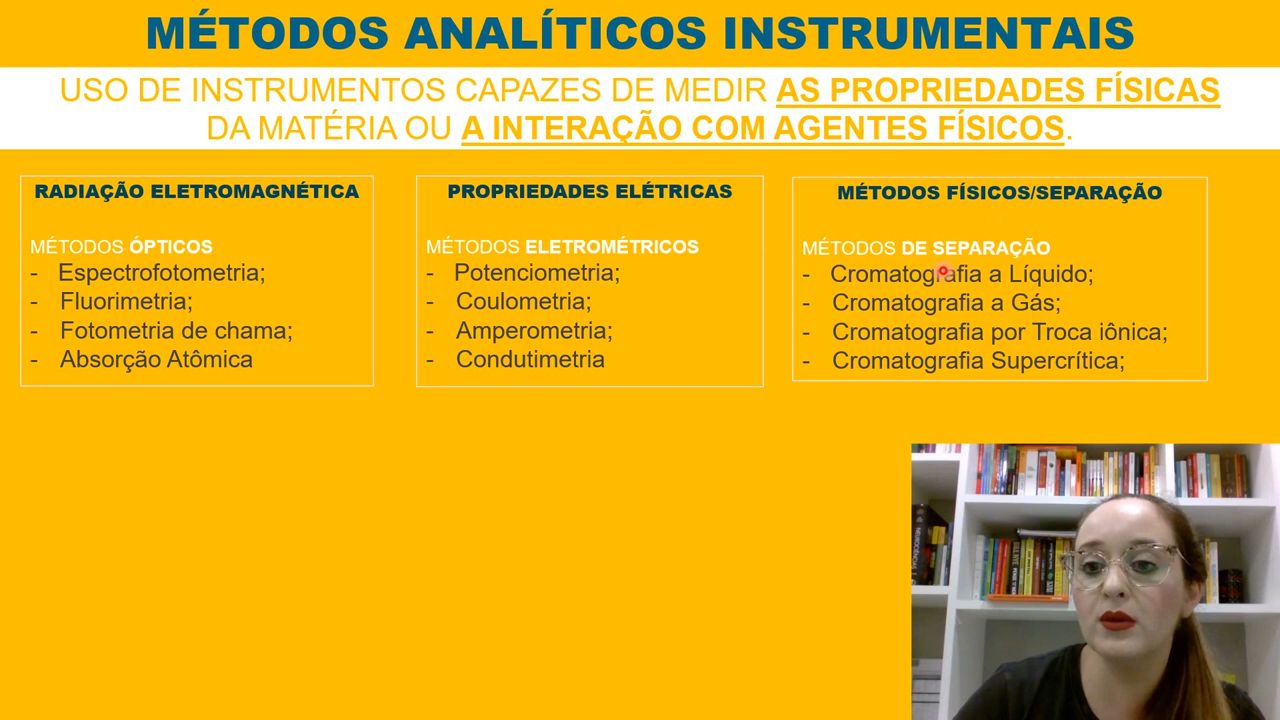 MÉTODOS ANALÍTICOS INSTRUMENTAIS
USO DE INSTRUMENTOS CAPAZES DE MEDIR AS PROPRIEDADES FÍSICAS
DA MATÉRIA OU A INTERAÇÃO COM AGENTES FÍSICOS.
RADIAÇÃO ELETROMAGNÉTICA
MÉTODOS ÓPTICOS
- Espectrofotometria;
- Fluorimetria;
- Fotometria de chama;
- Absorção Atômica
PROPRIEDADES ELÉTRICAS
MÉTODOS ELETROMÉTRICOS
- Potenciometria;
- Coulometria;
- Amperometria;
- Condutimetria
MÉTODOS FÍSICOS/SEPARAÇÃO
MÉTODOS DE SEPARAÇÃO
- Cromatografia a Líquido;
- Cromatografia a Gás;
- Cromatografia por Troca iônica;
- Cromatografia Supercrítica;